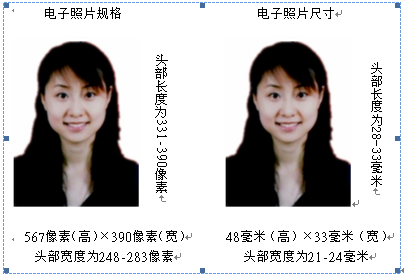 电子照片规格
头部长度为331-390像素
567像素（高）×390像素（宽）
头部宽度为248-283像素
电子照片尺寸
头部长度为28-33毫米
48毫米（高）×33毫米（宽）
头部宽度为21-24毫米